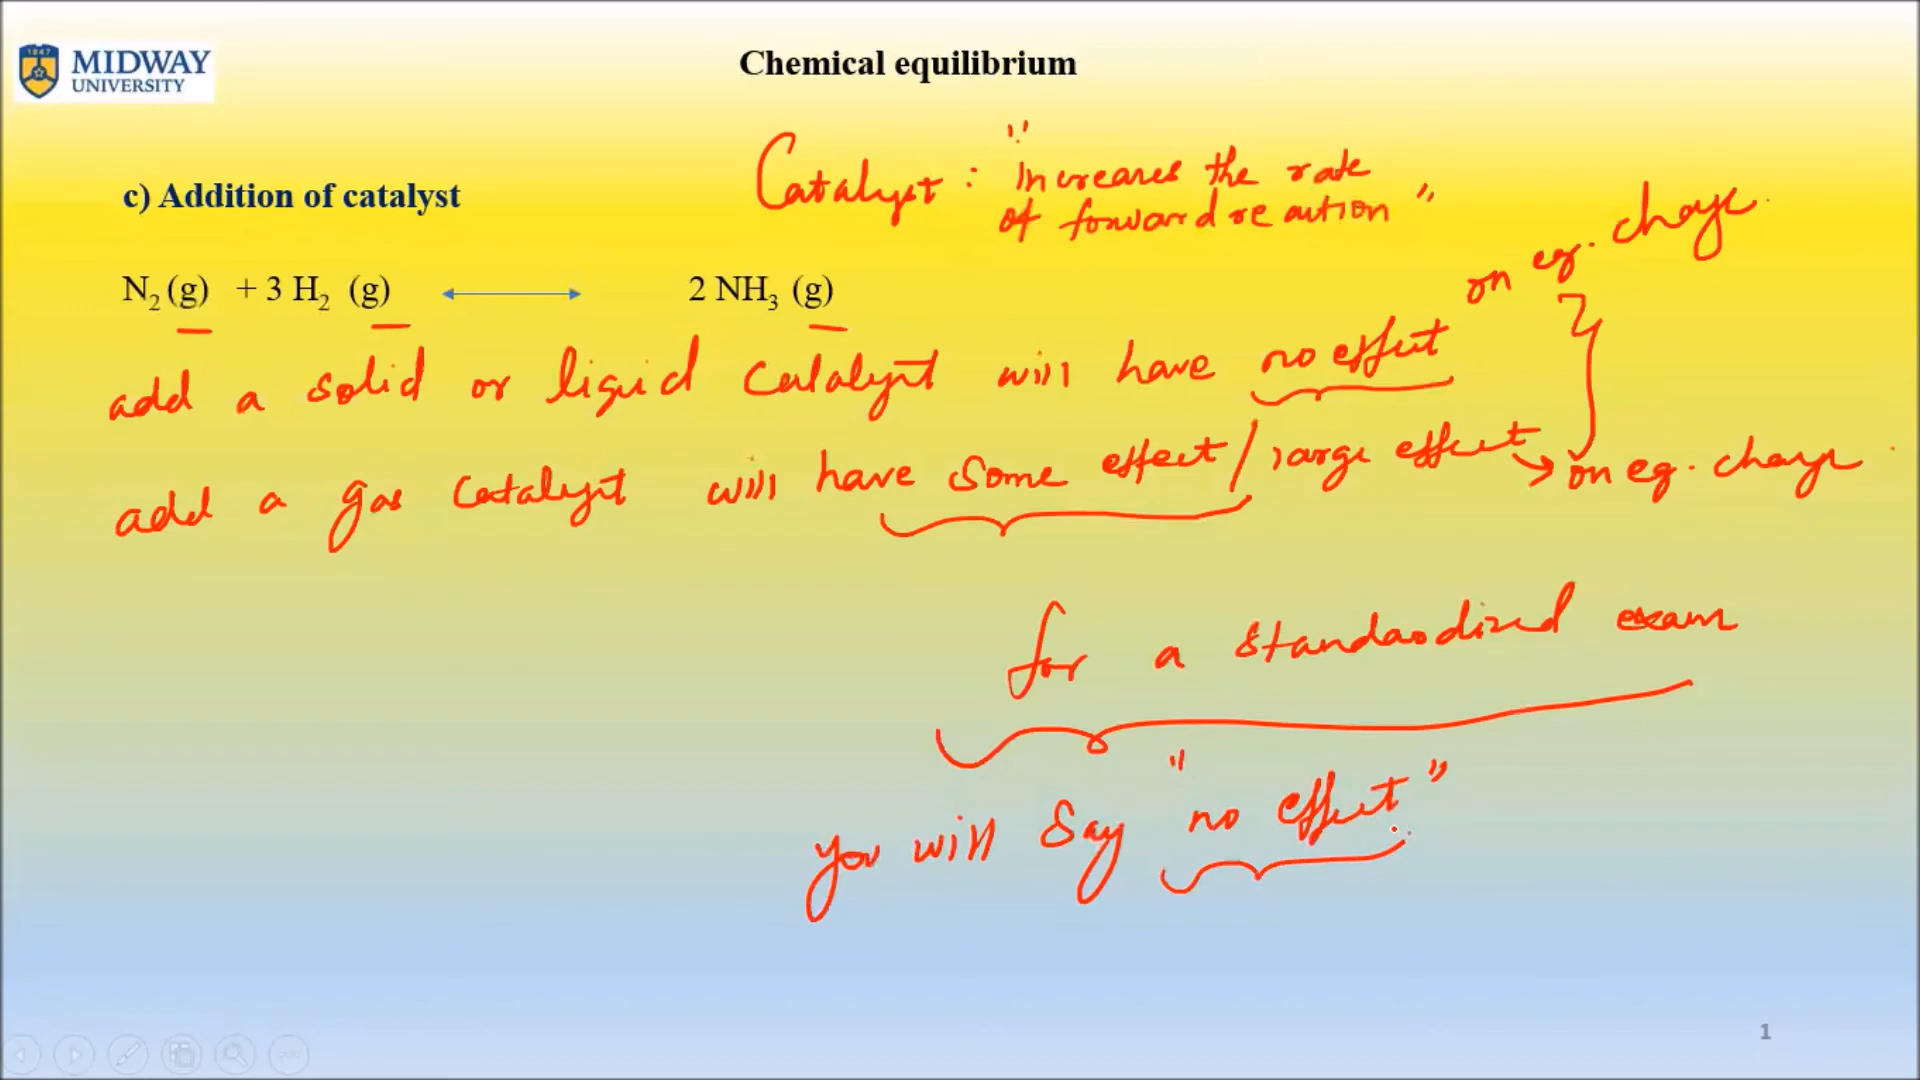 1847
MIDWAY
UNIVERSITY
Chemical equilibrium
c) Addition of catalyst
Catalyst : "increases the rate
of forward reaction"
N₂ (g) + 3 H₂ (g) ⟷ 2 NH₃ (g)
add a solid or liquid catalyst will have no effect on eq. change.
add a gas catalyst will have some effect / large effect → on eq. change.
for a standardized exam
you will say "no effect"
1